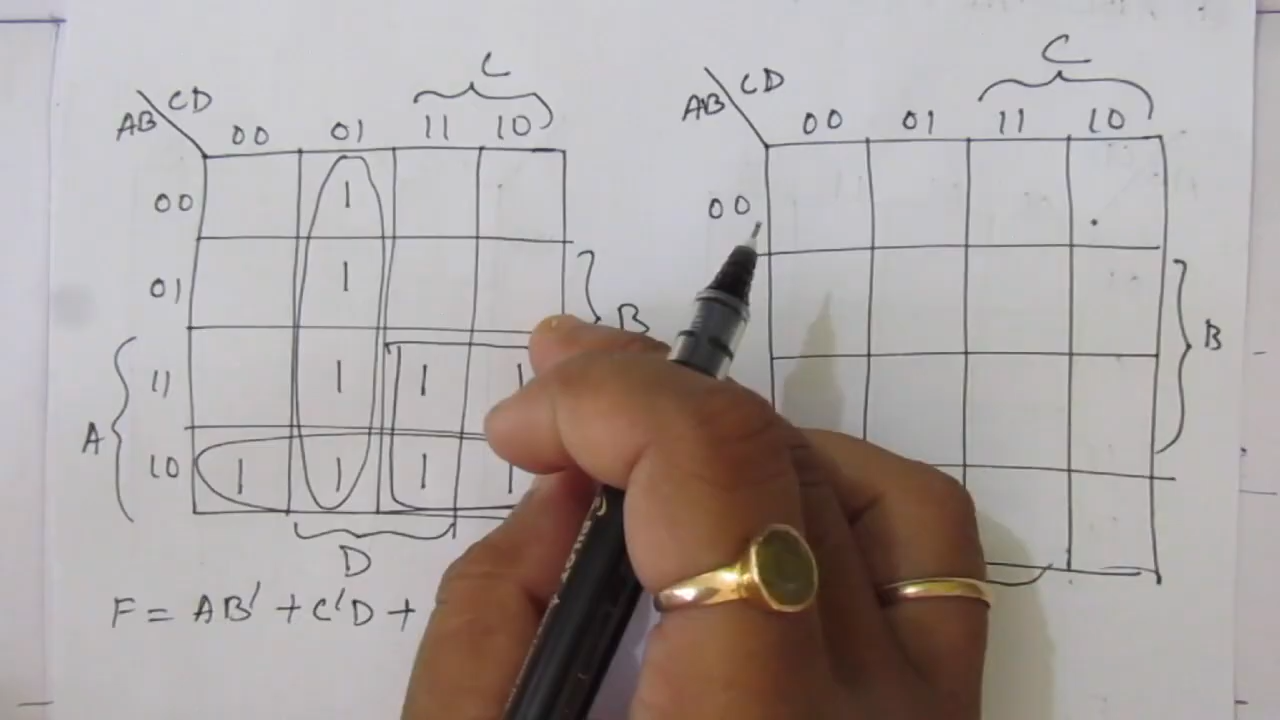 C
AB CD 00 01 11 10
00 1
01 1
B
A 11 1 1 1
10 1 1 1 1
D
F = AB' + C'D +
C
AB CD 00 01 11 10
00
B